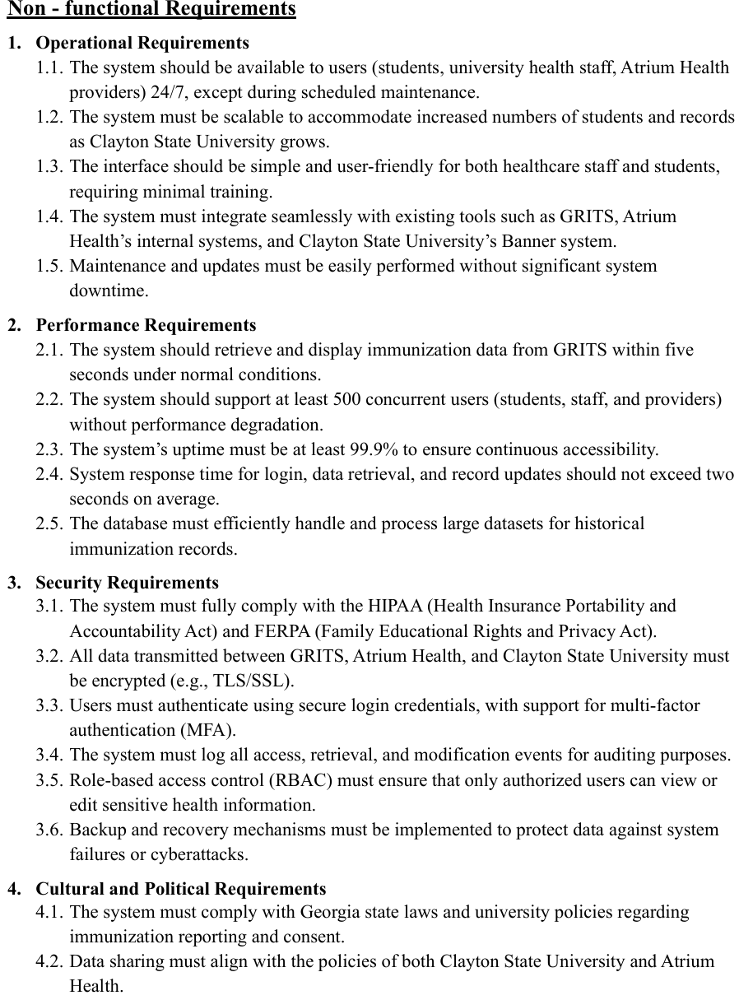 Non - functional Requirements
1. Operational Requirements
1.1. The system should be available to users (students, university health staff, Atrium Health
providers) 24/7, except during scheduled maintenance.
1.2. The system must be scalable to accommodate increased numbers of students and records
as Clayton State University grows.
1.3. The interface should be simple and user-friendly for both healthcare staff and students,
requiring minimal training.
1.4. The system must integrate seamlessly with existing tools such as GRITS, Atrium
Health’s internal systems, and Clayton State University’s Banner system.
1.5. Maintenance and updates must be easily performed without significant system
downtime.
2. Performance Requirements
2.1. The system should retrieve and display immunization data from GRITS within five
seconds under normal conditions.
2.2. The system should support at least 500 concurrent users (students, staff, and providers)
without performance degradation.
2.3. The system’s uptime must be at least 99.9% to ensure continuous accessibility.
2.4. System response time for login, data retrieval, and record updates should not exceed two
seconds on average.
2.5. The database must efficiently handle and process large datasets for historical
immunization records.
3. Security Requirements
3.1. The system must fully comply with the HIPAA (Health Insurance Portability and
Accountability Act) and FERPA (Family Educational Rights and Privacy Act).
3.2. All data transmitted between GRITS, Atrium Health, and Clayton State University must
be encrypted (e.g., TLS/SSL).
3.3. Users must authenticate using secure login credentials, with support for multi-factor
authentication (MFA).
3.4. The system must log all access, retrieval, and modification events for auditing purposes.
3.5. Role-based access control (RBAC) must ensure that only authorized users can view or
edit sensitive health information.
3.6. Backup and recovery mechanisms must be implemented to protect data against system
failures or cyberattacks.
4. Cultural and Political Requirements
4.1. The system must comply with Georgia state laws and university policies regarding
immunization reporting and consent.
4.2. Data sharing must align with the policies of both Clayton State University and Atrium
Health.